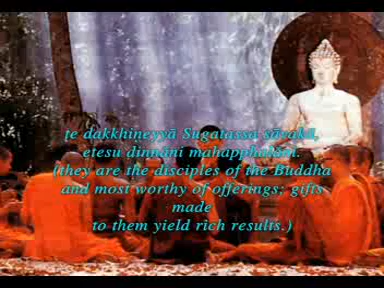 te dakkhineyyā Sugatassa sāvakā,
etesu dinnāni mahapphalāni.
(they are the disciples of the Buddha
and most worthy of offerings; gifts
made
to them yield rich results.)